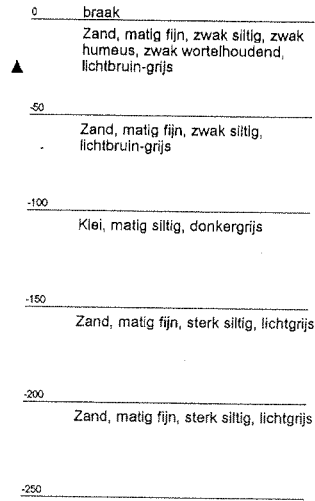 0 braak
Zand, matig fijn, zwak siltig, zwak
humeus, zwak wortelhoudend,
lichtbruin-grijs
-50
Zand, matig fijn, zwak siltig,
lichtbruin-grijs
-100
Klei, matig siltig, donkergrijs
-150
Zand, matig fijn, sterk siltig, lichtgrijs
-200
Zand, matig fijn, sterk siltig, lichtgrijs
-250